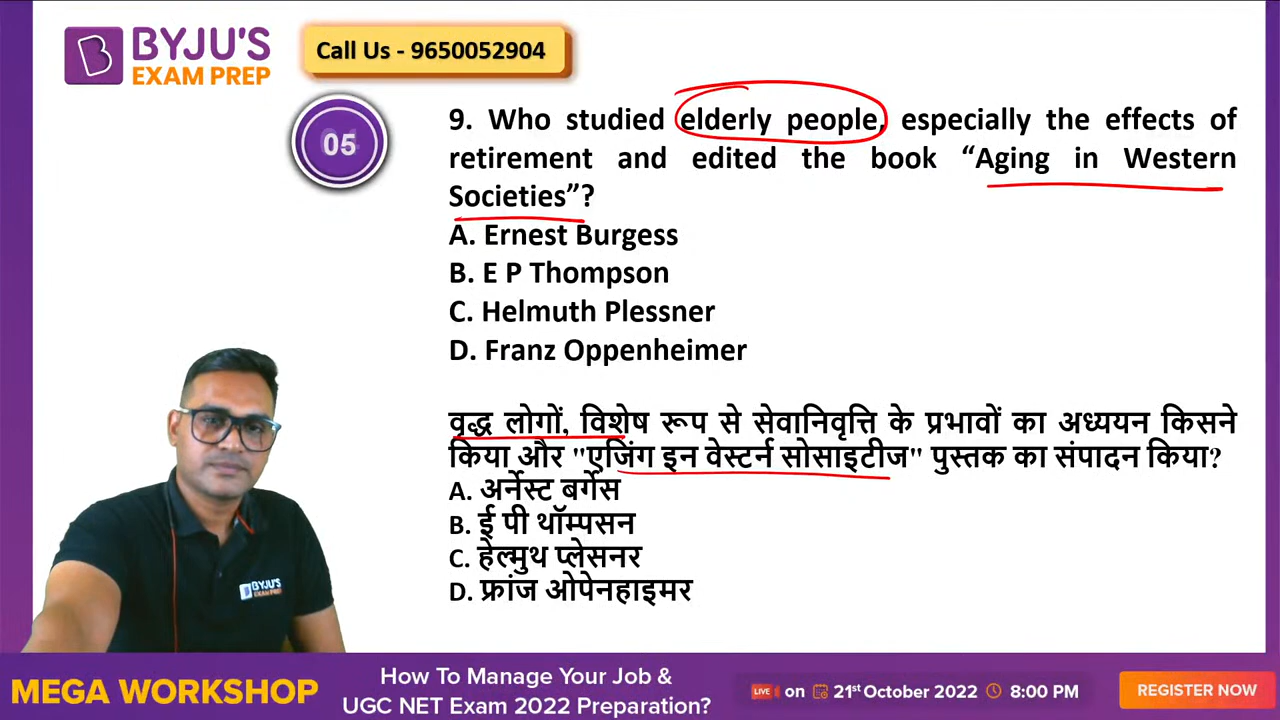 BYJU'S
EXAM PREP
Call Us - 9650052904
05
9. Who studied elderly people, especially the effects of
retirement and edited the book “Aging in Western
Societies”?
A. Ernest Burgess
B. E P Thompson
C. Helmuth Plessner
D. Franz Oppenheimer
वृद्ध लोगों, विशेष रूप से सेवानिवृत्ति के प्रभावों का अध्ययन किसने
किया और "एजिंग इन वेस्टर्न सोसाइटीज" पुस्तक का संपादन किया?
A. अर्नेस्ट बर्गेस
B. ई पी थॉम्पसन
C. हेल्मुथ प्लेसनर
D. फ्रांज ओपेनहाइमर
BYJU'S
EXAM PREP
MEGA WORKSHOP
How To Manage Your Job &
UGC NET Exam 2022 Preparation?
LIVE on 21st October 2022 8:00 PM
REGISTER NOW